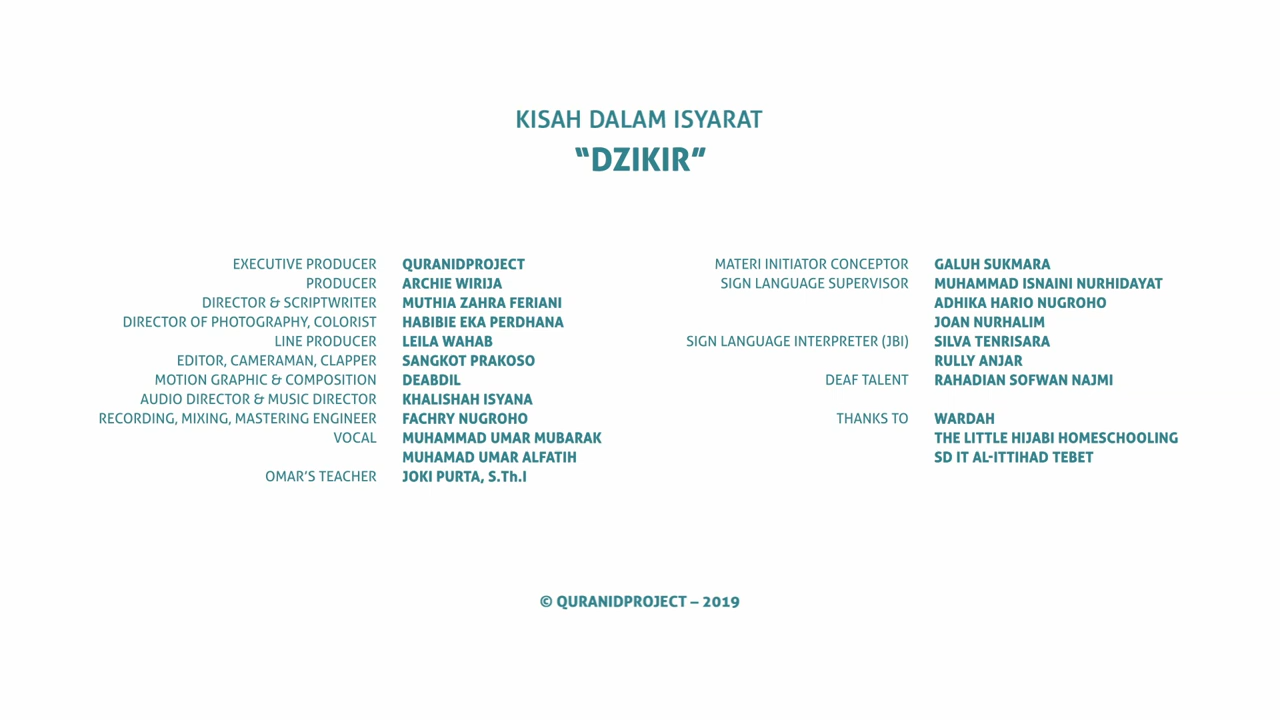 KISAH DALAM ISYARAT
“DZIKIR”
EXECUTIVE PRODUCER QURANIDPROJECT
PRODUCER ARCHIE WIRIJA
DIRECTOR & SCRIPTWRITER MUTHIA ZAHRA FERIANI
DIRECTOR OF PHOTOGRAPHY, COLORIST HABIBIE EKA PERDHANA
LINE PRODUCER LEILA WAHAB
EDITOR, CAMERAMAN, CLAPPER SANGKOT PRAKOSO
MOTION GRAPHIC & COMPOSITION DEABDIL
AUDIO DIRECTOR & MUSIC DIRECTOR KHALISHAH ISYANA
RECORDING, MIXING, MASTERING ENGINEER FACHRY NUGROHO
VOCAL MUHAMMAD UMAR MUBARAK
MUHAMAD UMAR ALFATIH
OMAR’S TEACHER JOKI PURTA, S.Th.I
MATERI INITIATOR CONCEPTOR GALUH SUKMARA
SIGN LANGUAGE SUPERVISOR MUHAMMAD ISNAINI NURHIDAYAT
ADHIKA HARIO NUGROHO
JOAN NURHALIM
SIGN LANGUAGE INTERPRETER (JBI) SILVA TENRISARA
RULLY ANJAR
DEAF TALENT RAHADIAN SOFWAN NAJMI
THANKS TO WARDAH
THE LITTLE HIJABI HOMESCHOOLING
SD IT AL-ITTIHAD TEBET
© QURANIDPROJECT – 2019